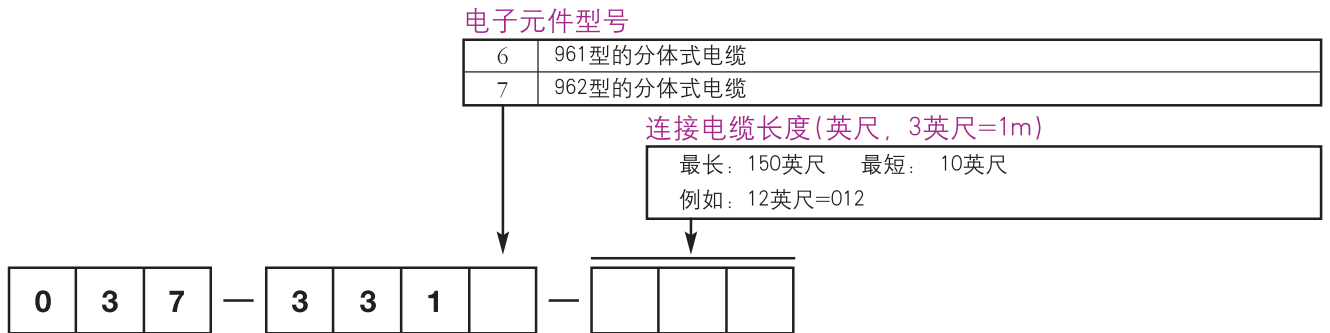 电子元件型号
6 961型的分体式电缆
7 962型的分体式电缆
连接电缆长度(英尺, 3英尺=1m)
最长: 150英尺 最短: 10英尺
例如: 12英尺=012
0 3 7 — 3 3 1 —